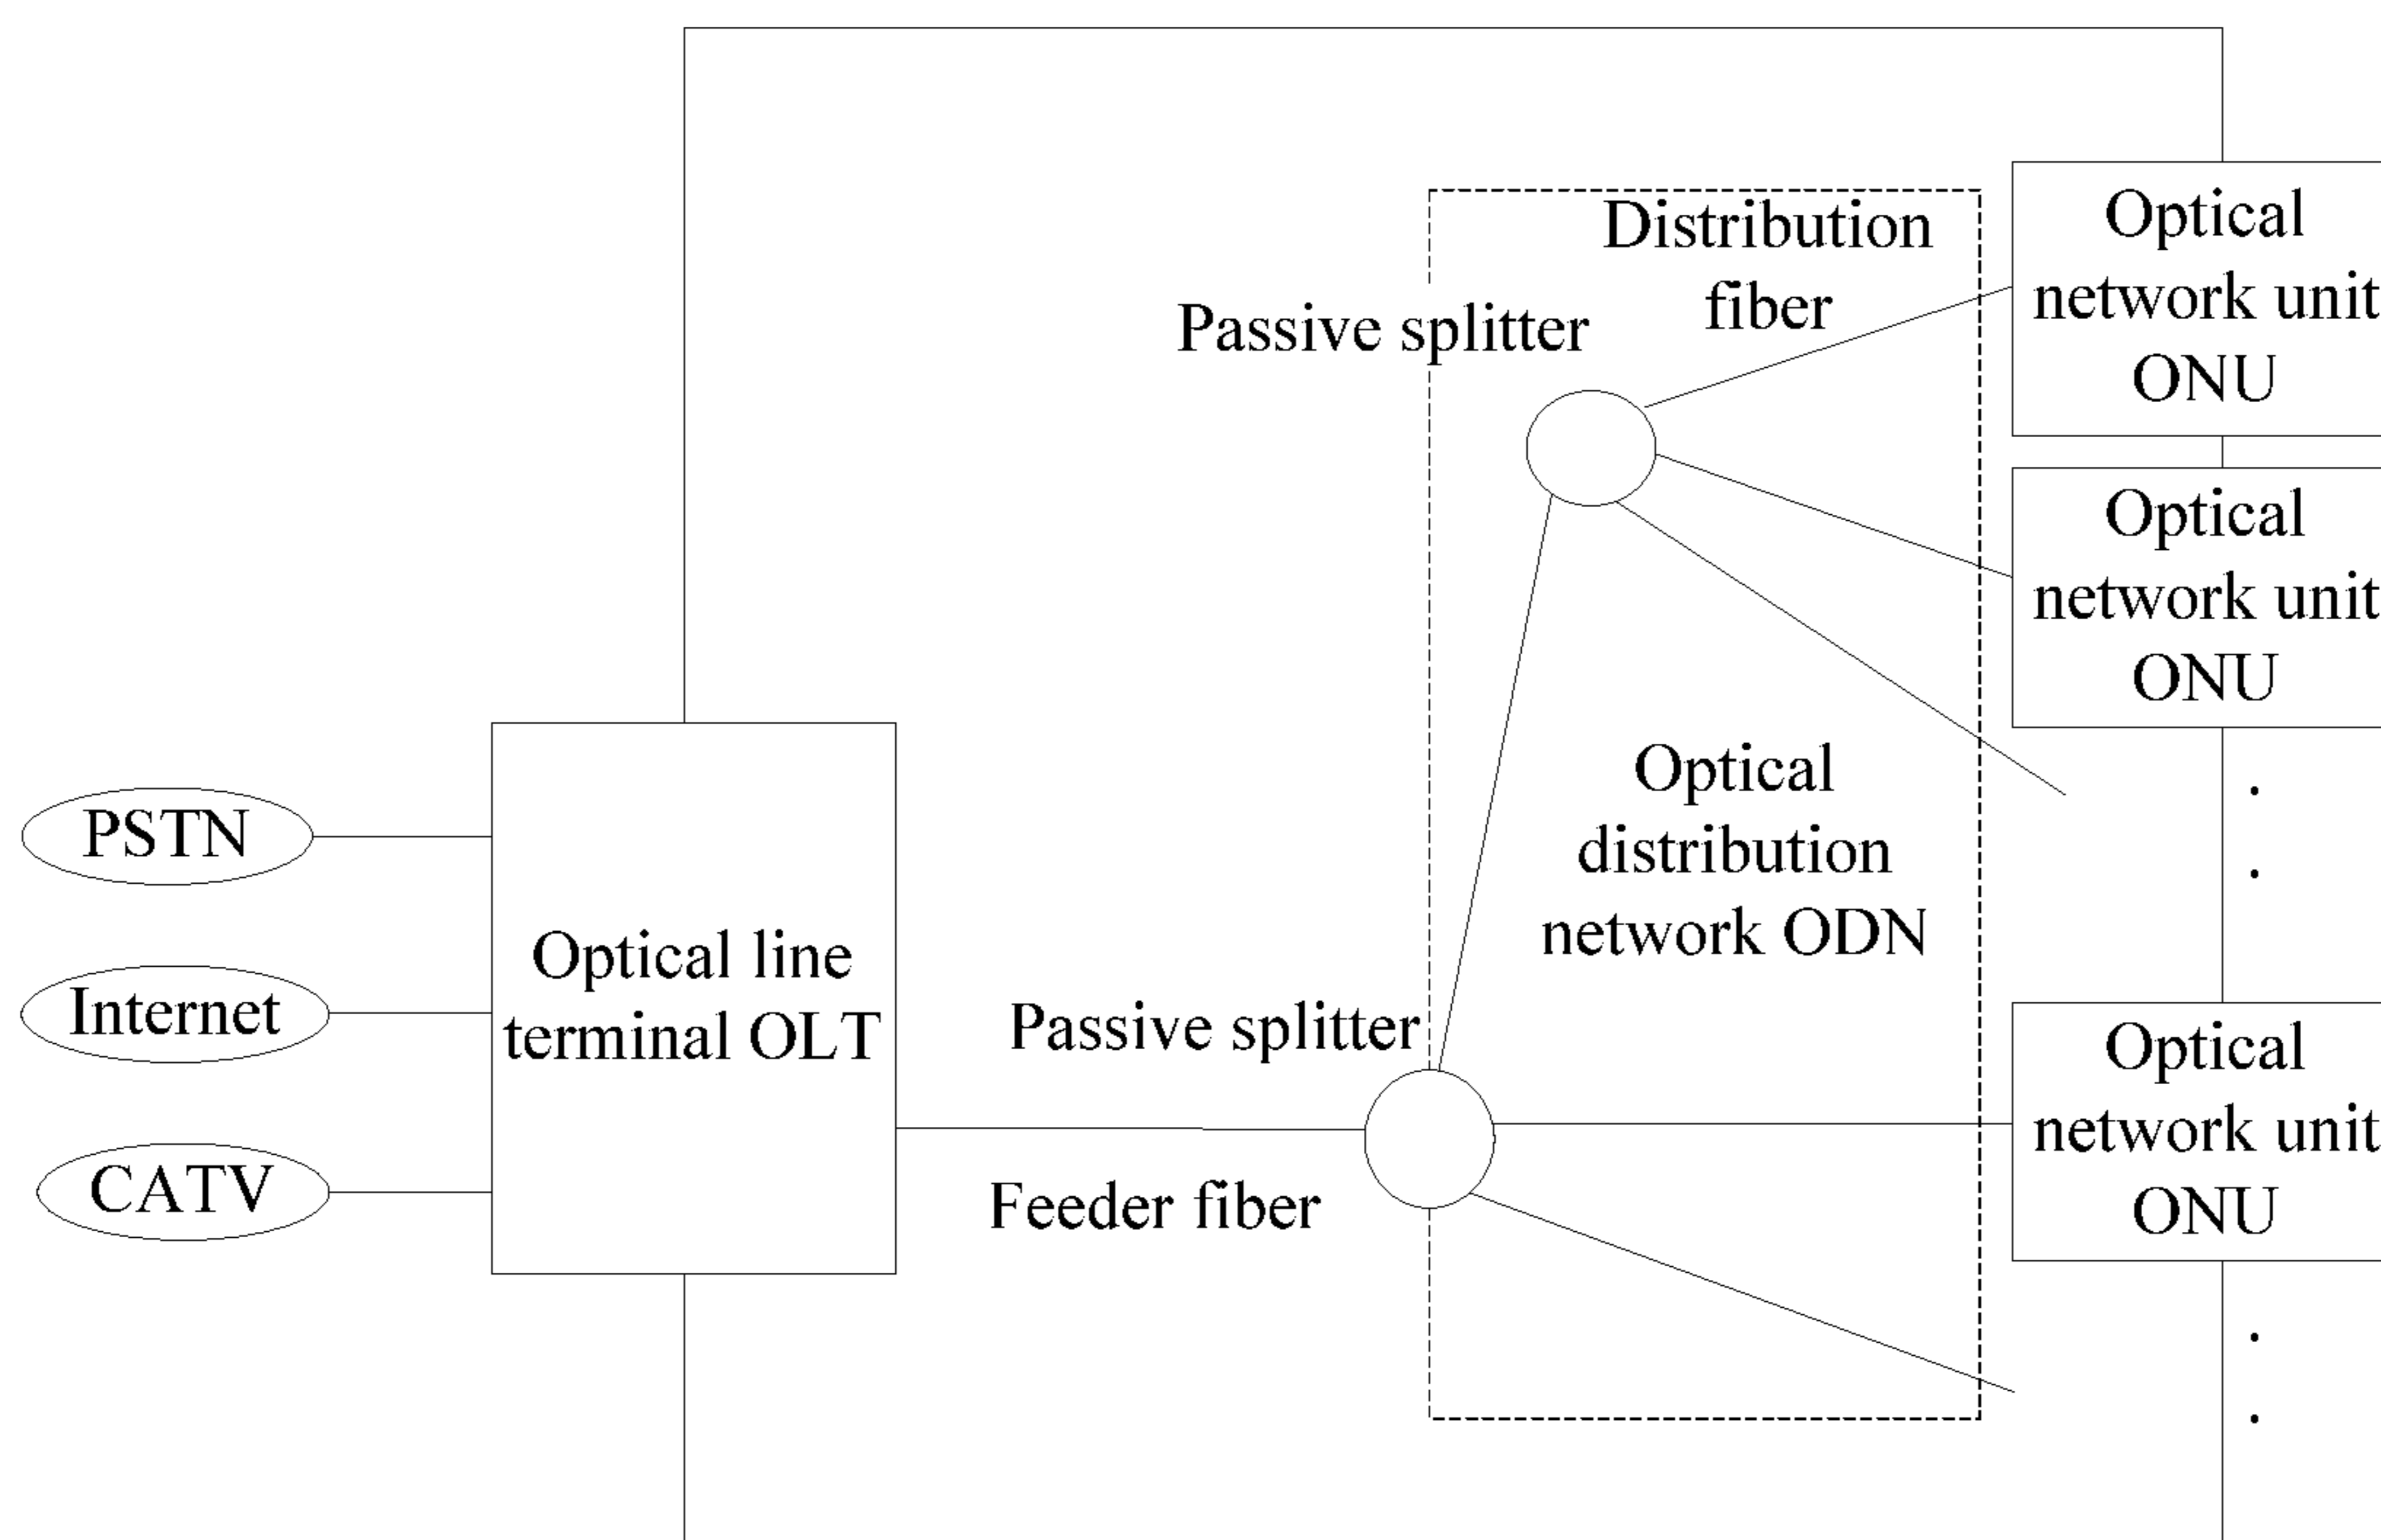 Distribution
fiber
Passive splitter
Optical
network unit
ONU
Optical
network unit
ONU
Optical
distribution
network ODN
PSTN
Internet
CATV
Optical line
terminal OLT
Passive splitter
Feeder fiber
Optical
network unit
ONU